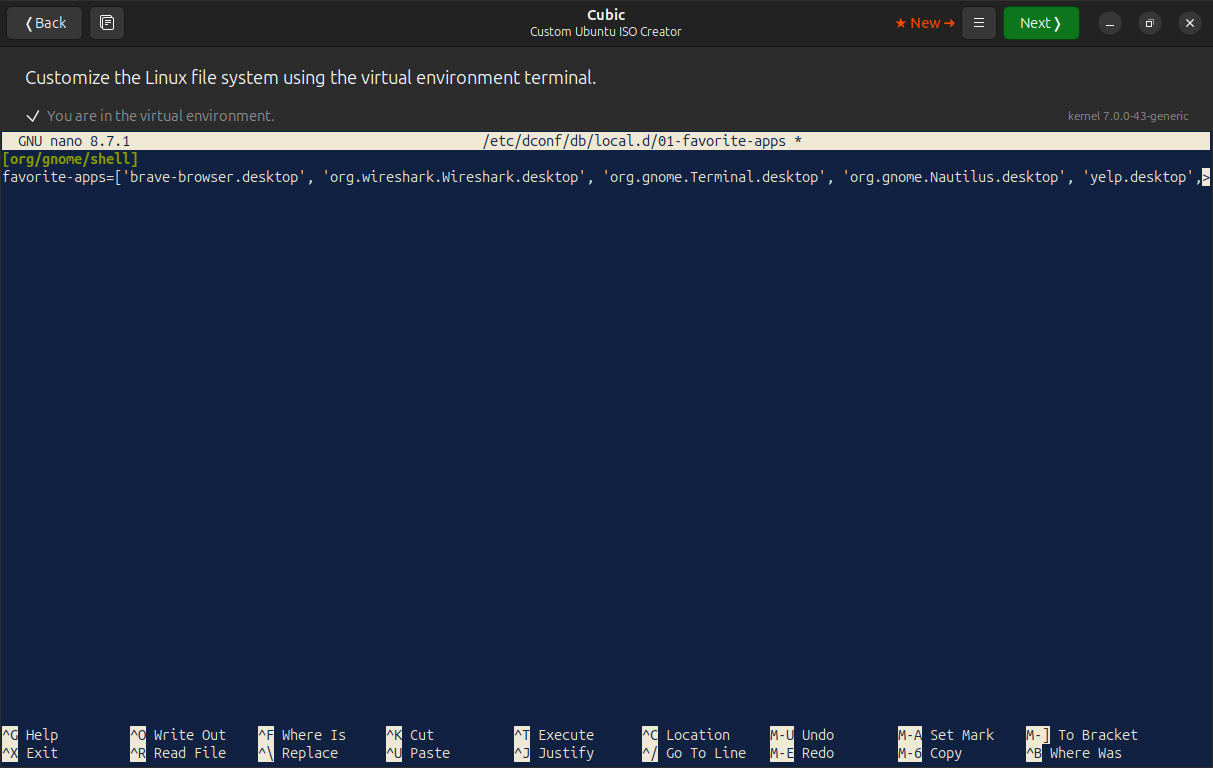 ❬Back
Cubic
Custom Ubuntu ISO Creator
★ New →
Next❭
Customize the Linux file system using the virtual environment terminal.
✓ You are in the virtual environment.
kernel 7.0.0-43-generic
GNU nano 8.7.1 /etc/dconf/db/local.d/01-favorite-apps *
[org/gnome/shell]
favorite-apps=['brave-browser.desktop', 'org.wireshark.Wireshark.desktop', 'org.gnome.Terminal.desktop', 'org.gnome.Nautilus.desktop', 'yelp.desktop',>
^G Help ^O Write Out ^F Where Is ^K Cut ^T Execute ^C Location M-U Undo M-A Set Mark M-] To Bracket
^X Exit ^R Read File ^\ Replace ^U Paste ^J Justify ^/ Go To Line M-E Redo M-6 Copy ^B Where Was